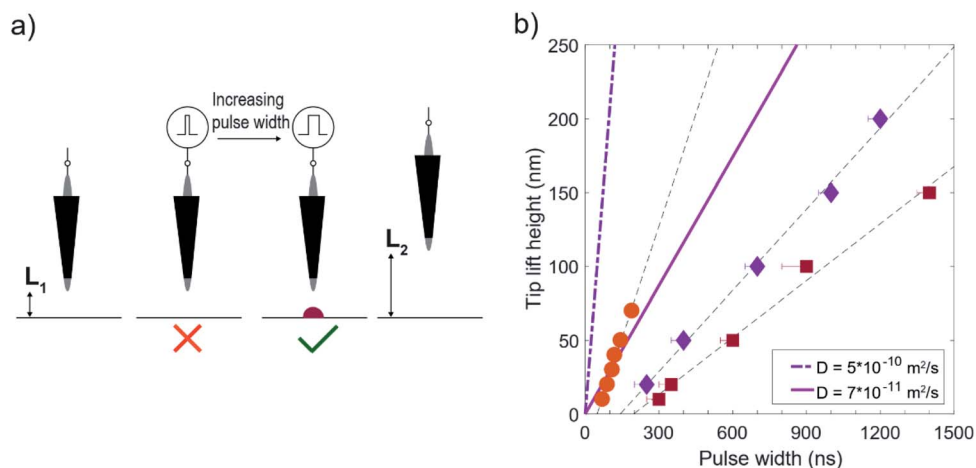 a)
Increasing
pulse width
L₁
L₂
b)
Tip lift height (nm)
250
200
150
100
50
0
D = 5*10⁻¹⁰ m²/s
D = 7*10⁻¹¹ m²/s
0 300 600 900 1200 1500
Pulse width (ns)